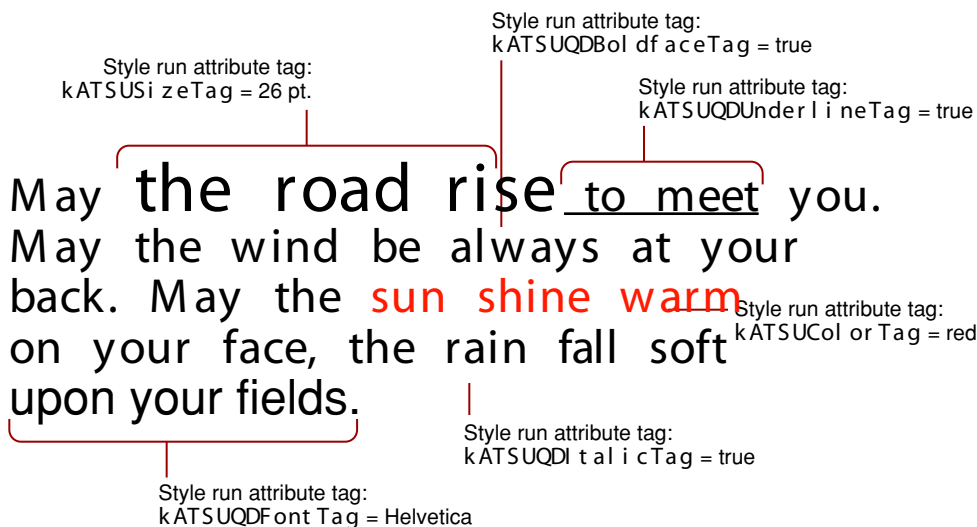 Style run attribute tag:
kATSUQDBoldfaceTag = true
Style run attribute tag:
kATSUSizeTag = 26 pt.
Style run attribute tag:
kATSUQDUnderlineTag = true
May the road rise to meet you.
May the wind be always at your
back. May the sun shine warm
Style run attribute tag:
kATSUColorTag = red
on your face, the rain fall soft
upon your fields.
Style run attribute tag:
kATSUQDItalicTag = true
Style run attribute tag:
kATSUQDFontTag = Helvetica